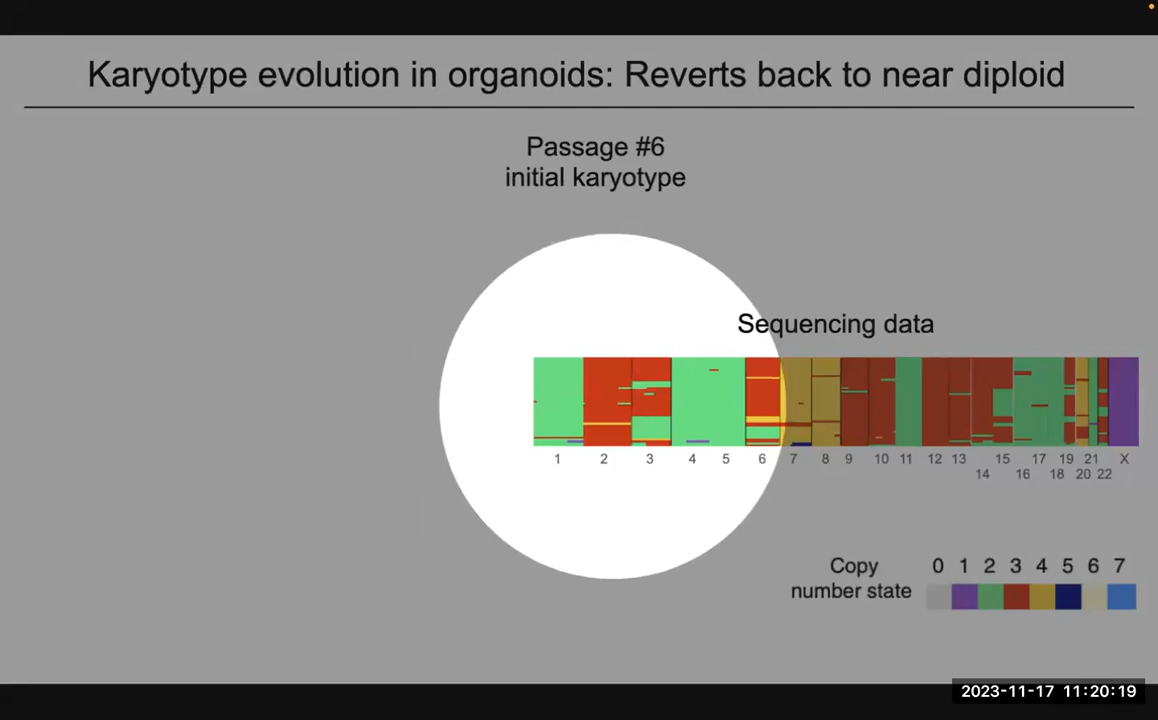 Karyotype evolution in organoids: Reverts back to near diploid
Passage #6
initial karyotype
Sequencing data
1 2 3 4 5 6 7 8 9 10 11 12 13 15 17 19 21 X
14 16 18 20 22
Copy 0 1 2 3 4 5 6 7
number state
2023-11-17 11:20:19